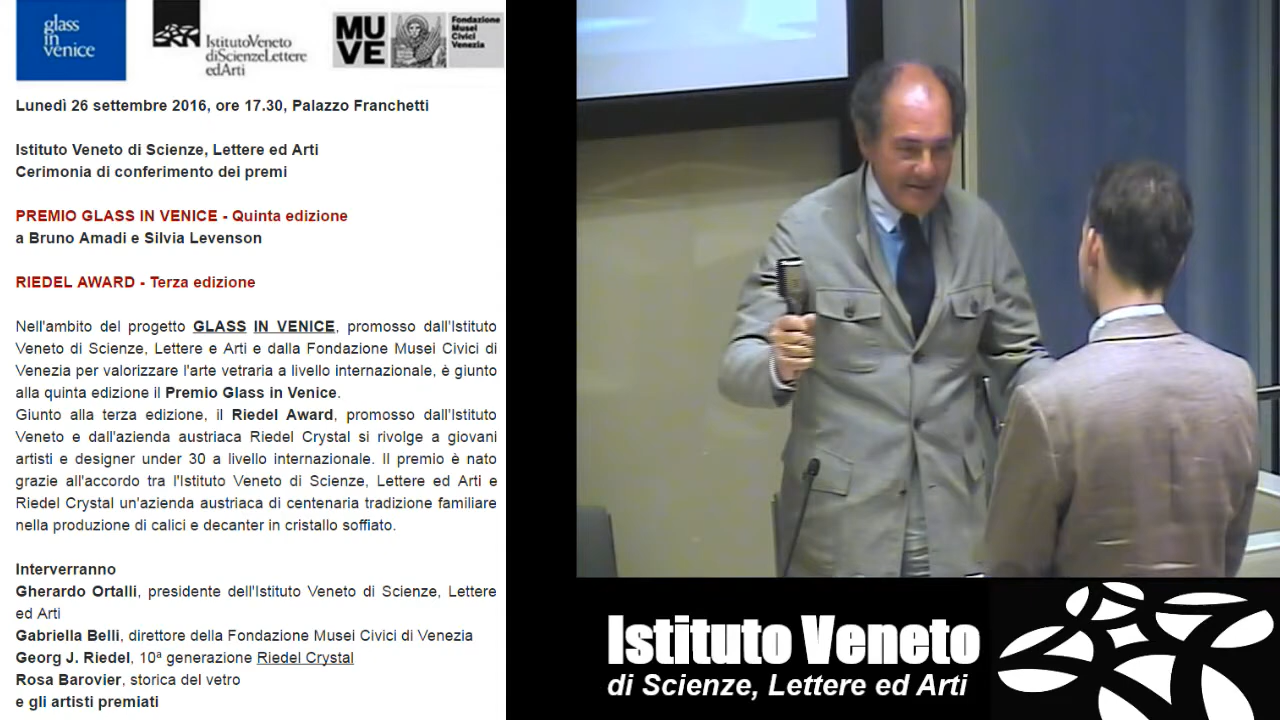 glass
in
venice
IstitutoVeneto
diScienzeLettere
edArti
MU
VE
Fondazione
Musei
Civici
Venezia
Lunedì 26 settembre 2016, ore 17.30, Palazzo Franchetti
Istituto Veneto di Scienze, Lettere ed Arti
Cerimonia di conferimento dei premi
PREMIO GLASS IN VENICE - Quinta edizione
a Bruno Amadi e Silvia Levenson
RIEDEL AWARD - Terza edizione
Nell'ambito del progetto GLASS IN VENICE, promosso dall'Istituto
Veneto di Scienze, Lettere e Arti e dalla Fondazione Musei Civici di
Venezia per valorizzare l'arte vetraria a livello internazionale, è giunto
alla quinta edizione il Premio Glass in Venice.
Giunto alla terza edizione, il Riedel Award, promosso dall'Istituto
Veneto e dall'azienda austriaca Riedel Crystal si rivolge a giovani
artisti e designer under 30 a livello internazionale. Il premio è nato
grazie all'accordo tra l'Istituto Veneto di Scienze, Lettere ed Arti e
Riedel Crystal un'azienda austriaca di centenaria tradizione familiare
nella produzione di calici e decanter in cristallo soffiato.
Interverranno
Gherardo Ortalli, presidente dell'Istituto Veneto di Scienze, Lettere
ed Arti
Gabriella Belli, direttore della Fondazione Musei Civici di Venezia
Georg J. Riedel, 10ª generazione Riedel Crystal
Rosa Barovier, storica del vetro
e gli artisti premiati
Istituto Veneto
di Scienze, Lettere ed Arti